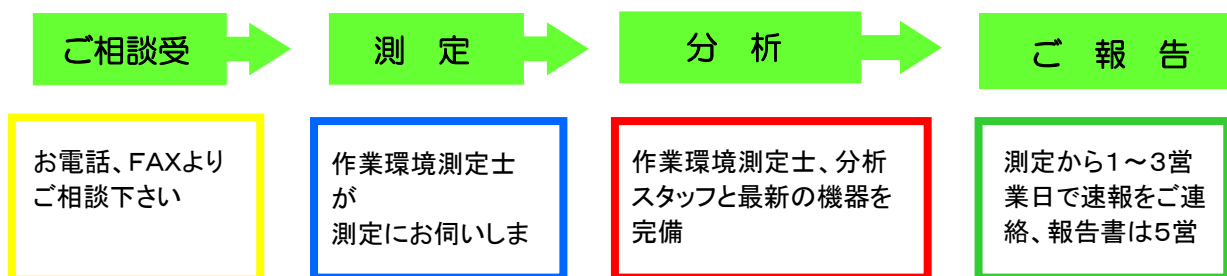 ご相談受
測 定
分 析
ご 報 告
お電話、FAXより
ご相談下さい
作業環境測定士
が
測定にお伺いしま
作業環境測定士、分析
スタッフと最新の機器を
完備
測定から1～3営
業日で速報をご連
絡、報告書は5営